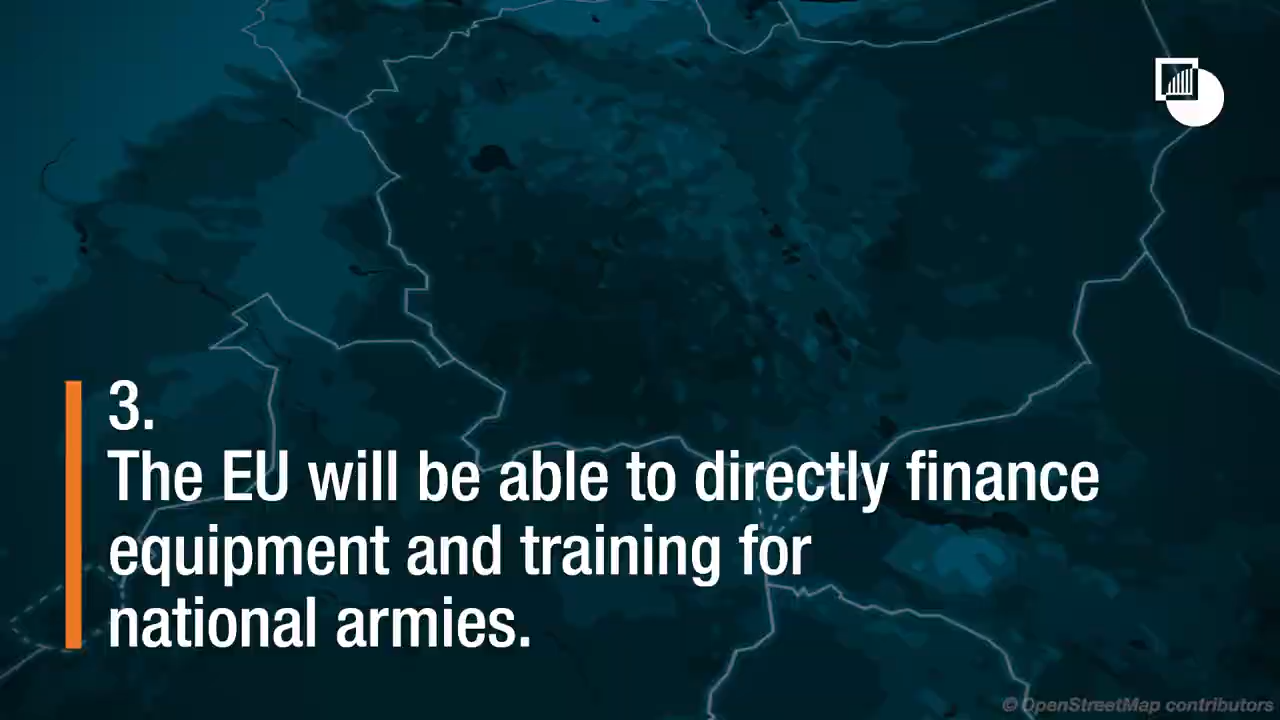 3.
The EU will be able to directly finance
equipment and training for
national armies.
© OpenStreetMap contributors